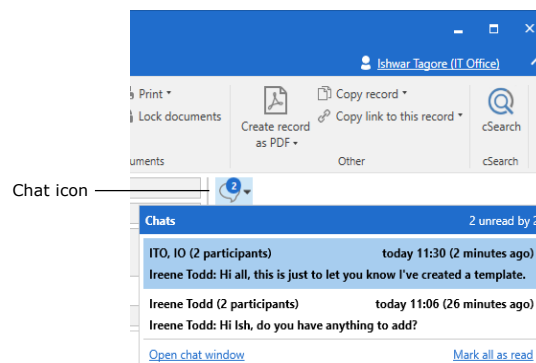 Ishwar Tagore (IT Office)
Print
Lock documents
Create record
as PDF
Copy record
Copy link to this record
cSearch
uments
Other
cSearch
Chat icon
2
Chats 2 unread by 2
ITO, IO (2 participants) today 11:30 (2 minutes ago)
Ireene Todd: Hi all, this is just to let you know I've created a template.
Ireene Todd (2 participants) today 11:06 (26 minutes ago)
Ireene Todd: Hi Ish, do you have anything to add?
Open chat window Mark all as read